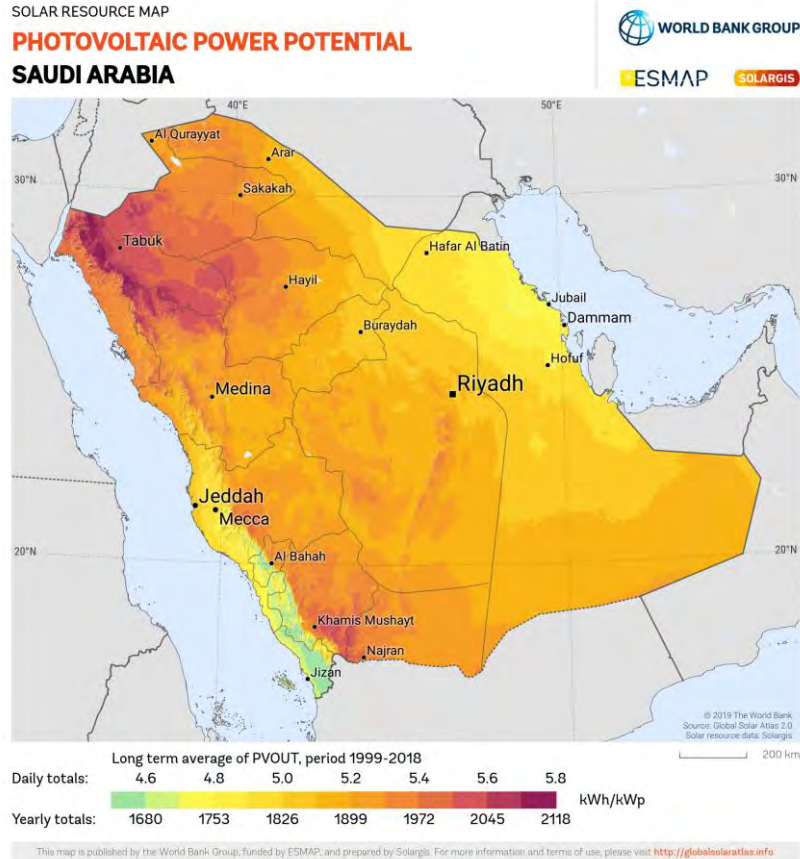 SOLAR RESOURCE MAP
PHOTOVOLTAIC POWER POTENTIAL
SAUDI ARABIA
WORLD BANK GROUP
ESMAP
SOLARGIS
40°E
50°E
Al Qurayyat
Arar
30°N
30°N
Sakakah
Tabuk
Hafar Al Batin
Hayil
Jubail
Dammam
Buraydah
Hofuf
Medina
Riyadh
Jeddah
Mecca
20°N
20°N
Al Bahah
Khamis Mushayt
Najran
Jizan
© 2019 The World Bank
Source: Global Solar Atlas 2.0
Solar resource data: Solargis
200 km
Long term average of PVOUT, period 1999-2018
Daily totals: 4.6 4.8 5.0 5.2 5.4 5.6 5.8
kWh/kWp
Yearly totals: 1680 1753 1826 1899 1972 2045 2118
This map is published by the World Bank Group, funded by ESMAP, and prepared by Solargis. For more information and terms of use, please visit http://globalsolaratlas.info